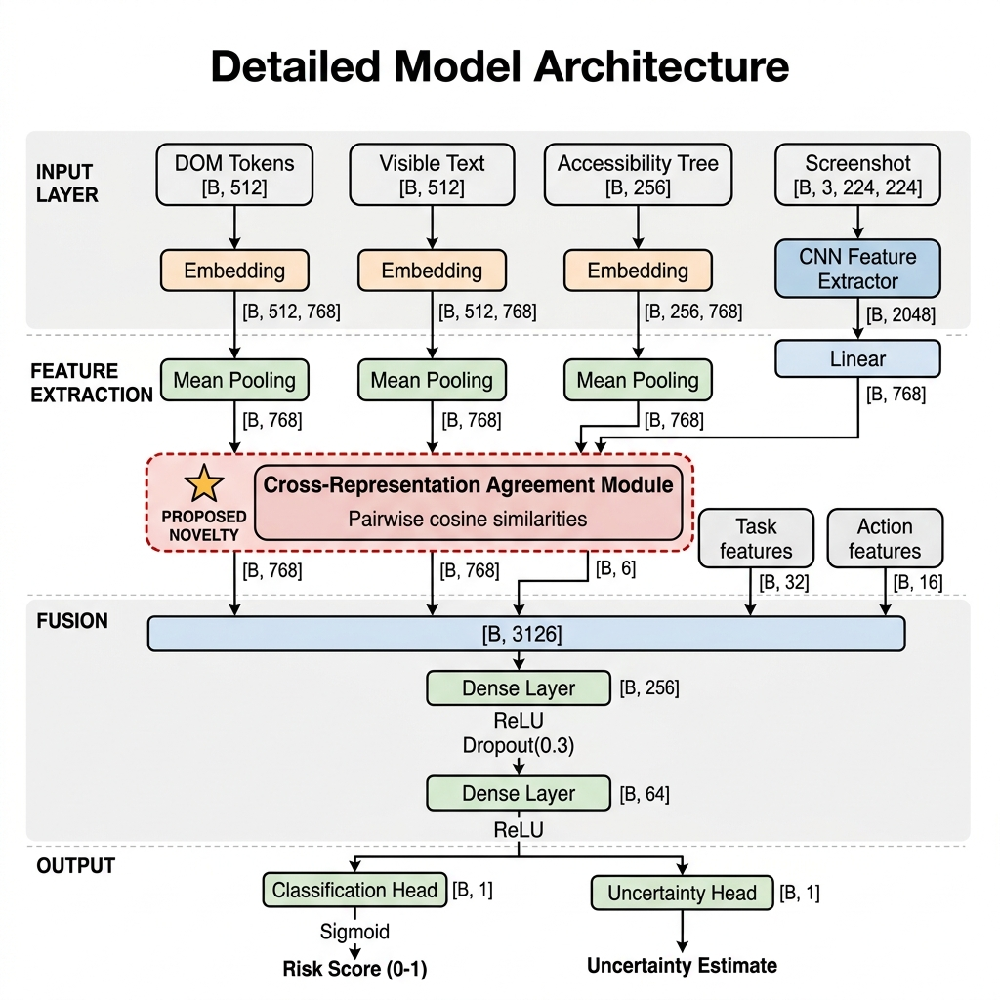 Detailed Model Architecture
INPUT
LAYER
DOM Tokens
[B, 512]
Visible Text
[B, 512]
Accessibility Tree
[B, 256]
Screenshot
[B, 3, 224, 224]
Embedding
Embedding
Embedding
CNN Feature
Extractor
[B, 512, 768]
[B, 512, 768]
[B, 256, 768]
[B, 2048]
FEATURE
EXTRACTION
Mean Pooling
Mean Pooling
Mean Pooling
Linear
[B, 768]
[B, 768]
[B, 768]
[B, 768]
PROPOSED
NOVELTY
Cross-Representation Agreement Module
Pairwise cosine similarities
Task
features
Action
features
[B, 768]
[B, 768]
[B, 6]
[B, 32]
[B, 16]
FUSION
[B, 3126]
Dense Layer
[B, 256]
ReLU
Dropout(0.3)
Dense Layer
[B, 64]
ReLU
OUTPUT
Classification Head
[B, 1]
Uncertainty Head
[B, 1]
Sigmoid
Risk Score (0-1)
Uncertainty Estimate